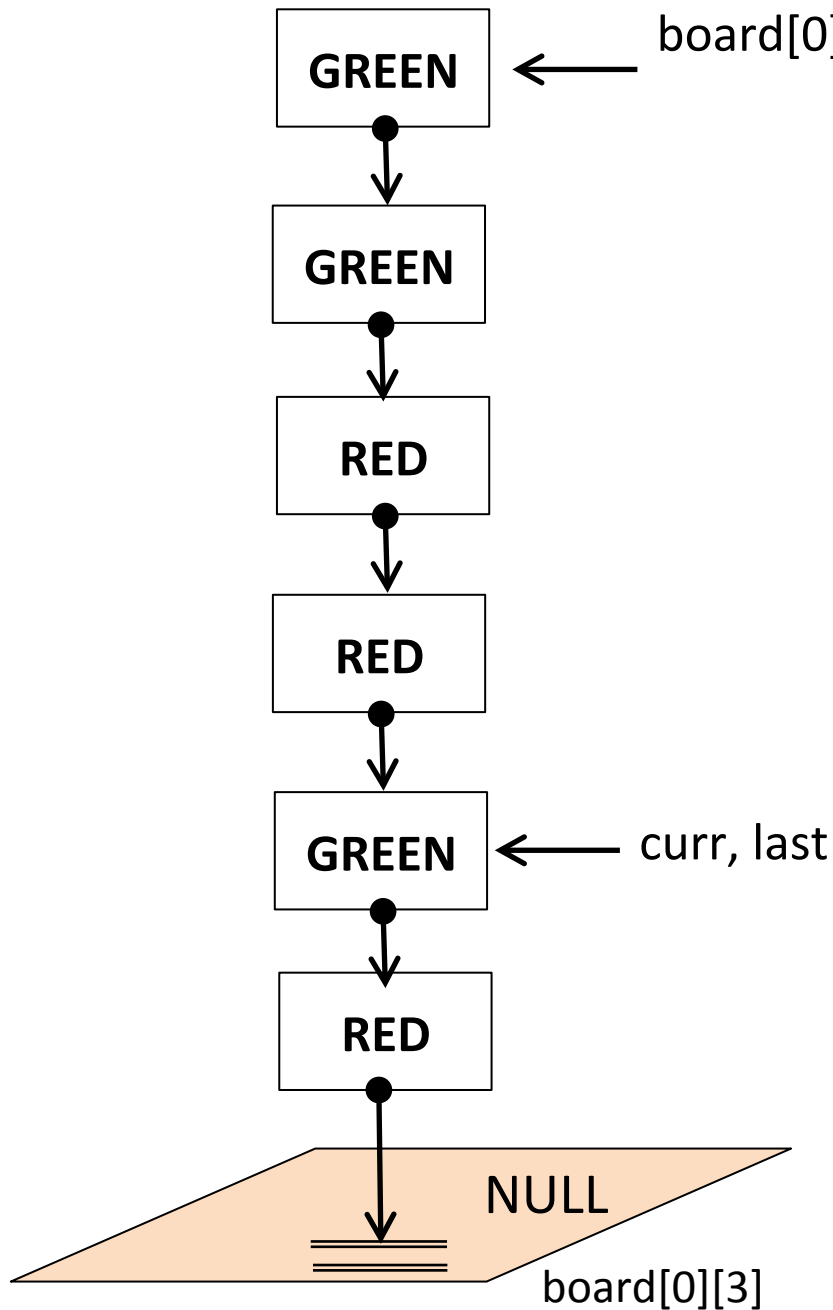 board[0]
GREEN
GREEN
RED
RED
GREEN
curr, last
RED
NULL
board[0][3]